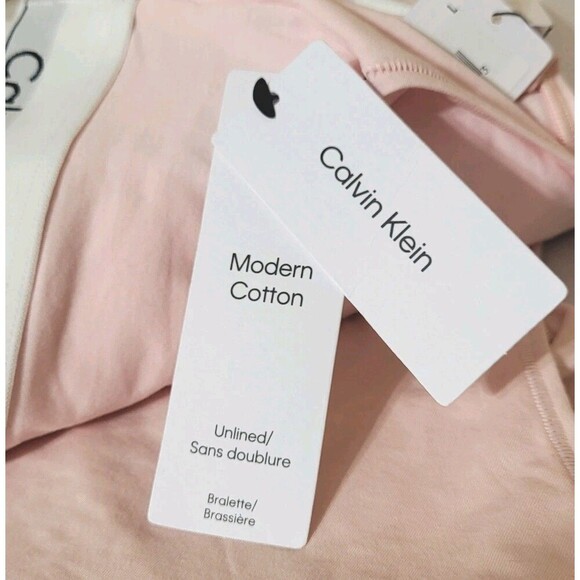 Calvin Klein
Modern
Cotton
Unlined/
Sans doublure
Bralette/
Brassière